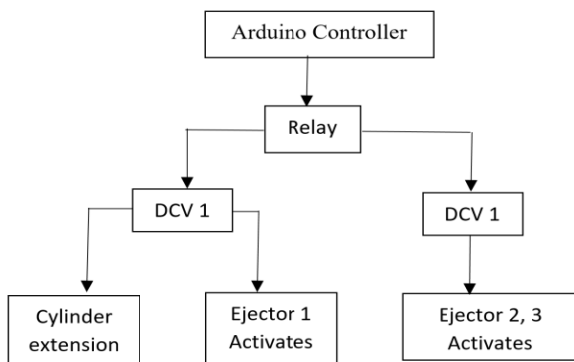 Arduino Controller
Relay
DCV 1
DCV 1
Cylinder
extension
Ejector 1
Activates
Ejector 2, 3
Activates